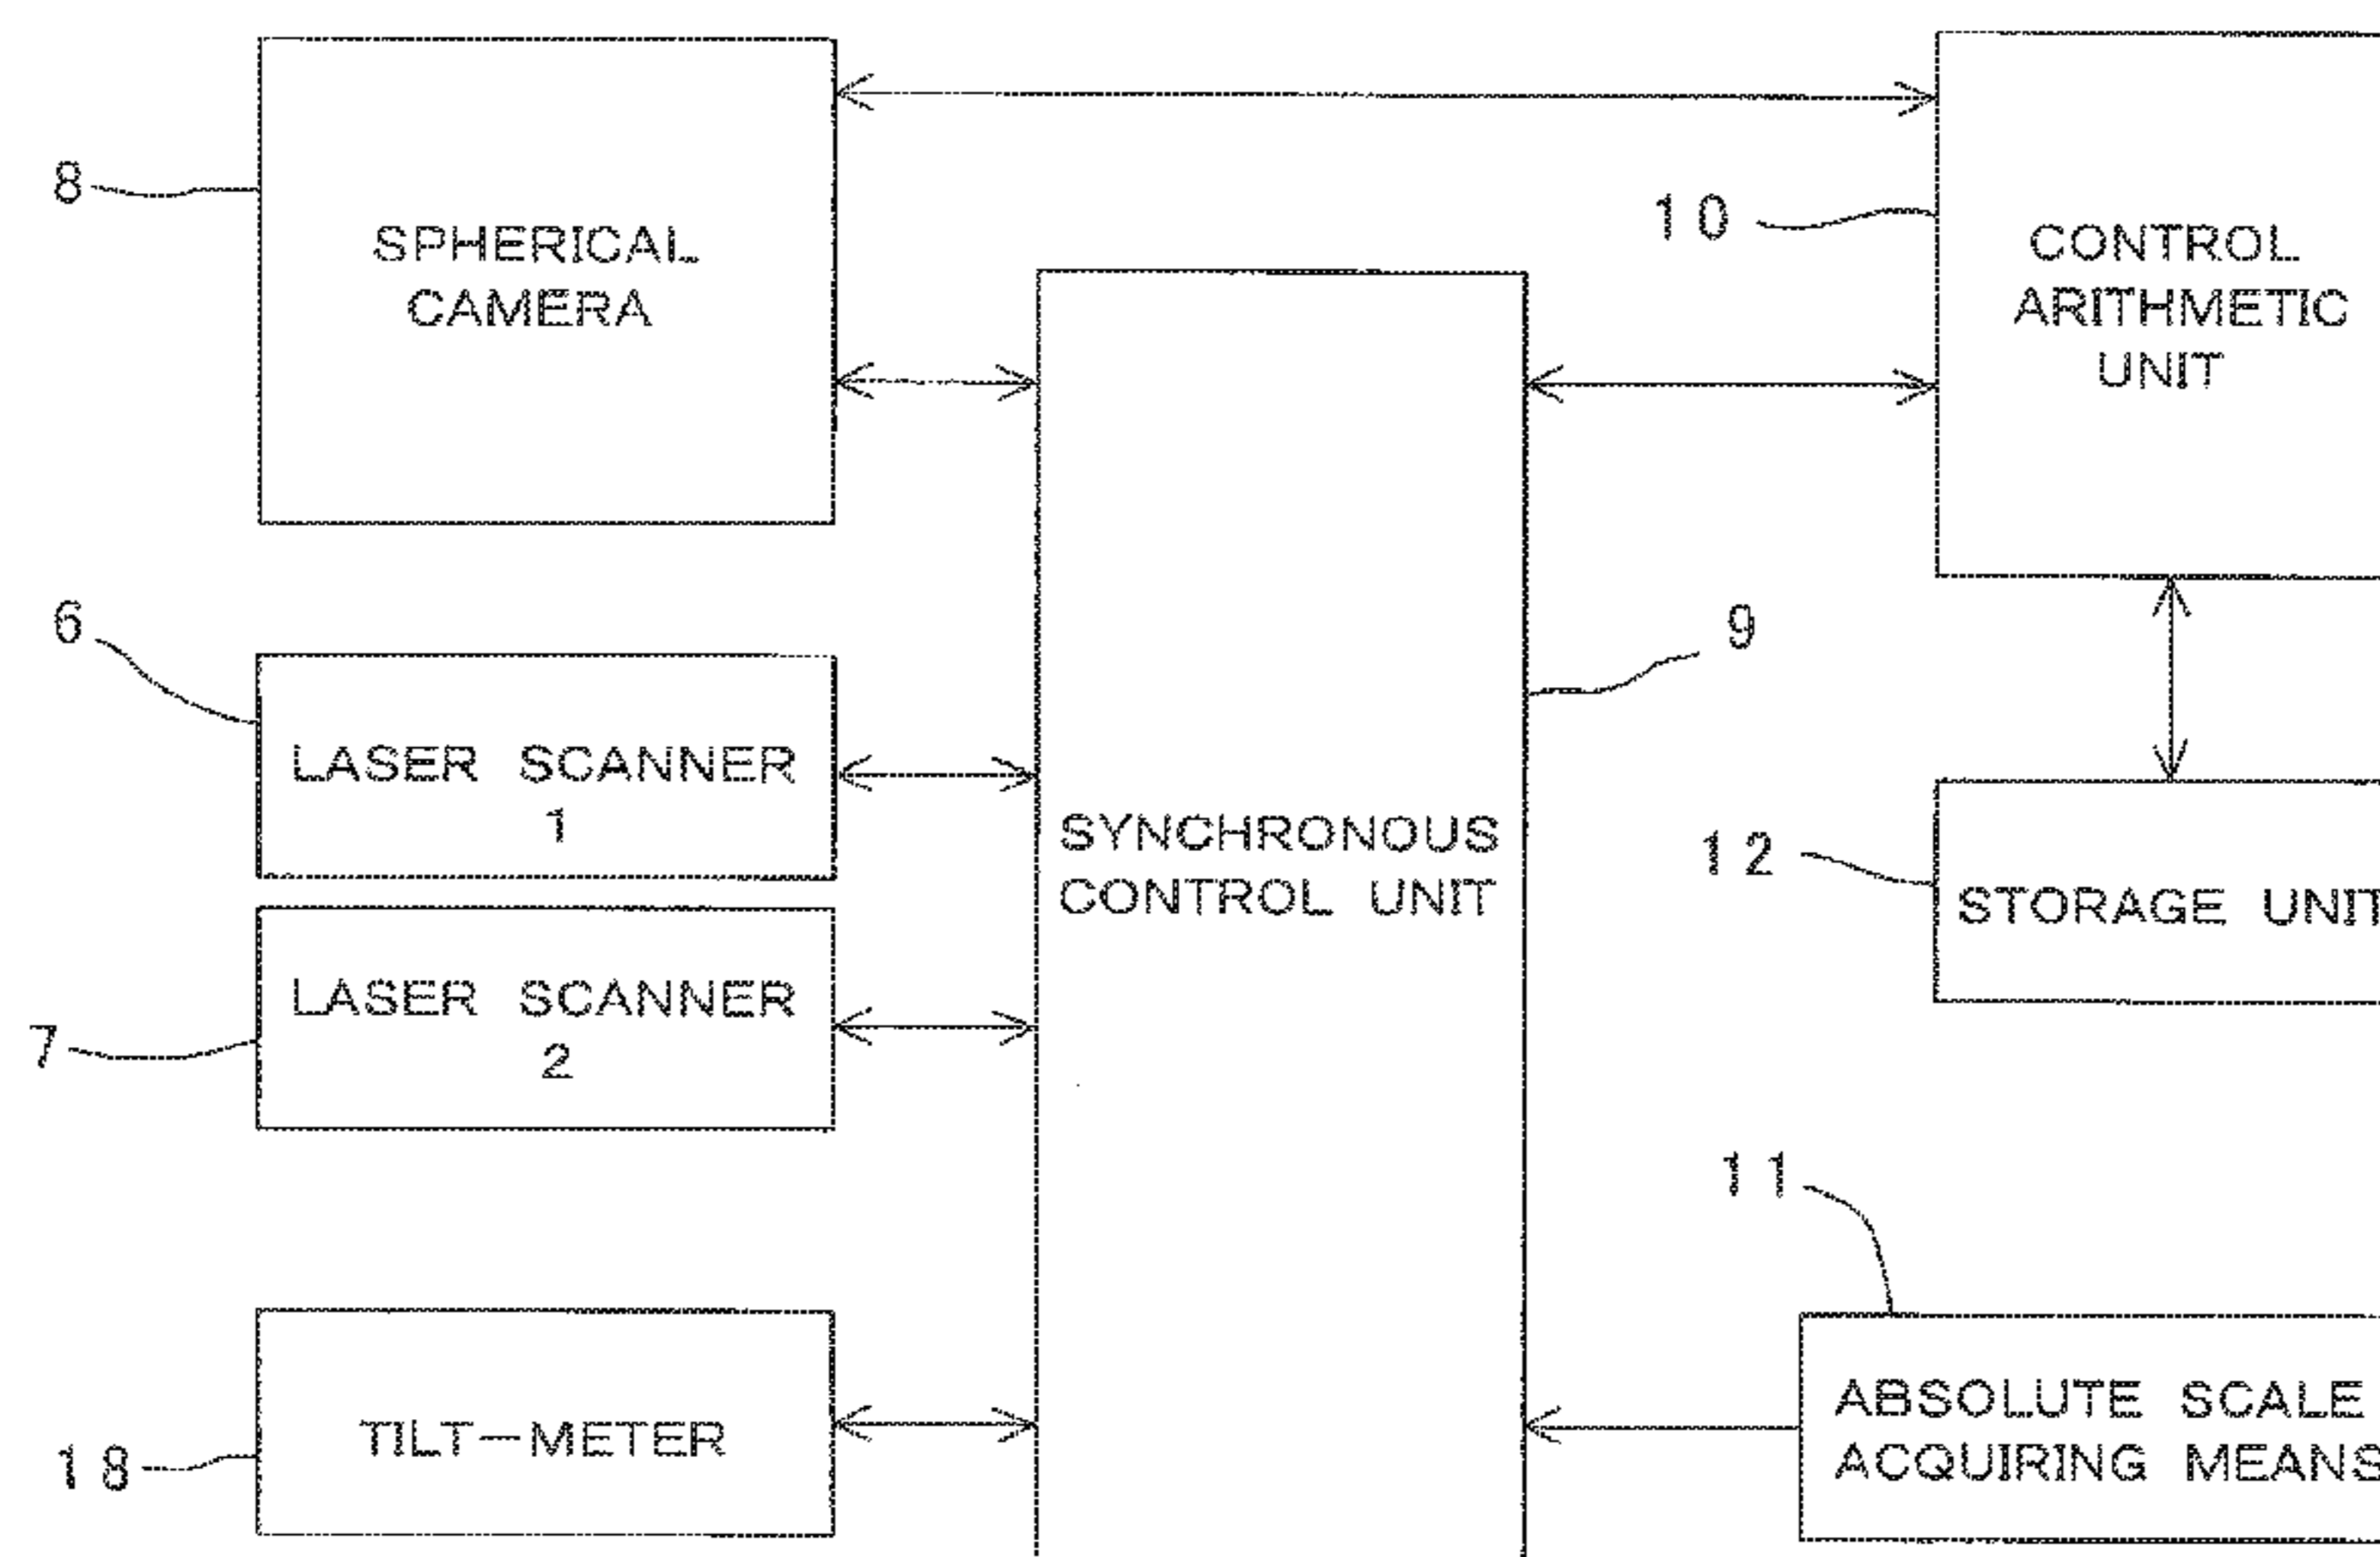 8
SPHERICAL
CAMERA
10
CONTROL
ARITHMETIC
UNIT
6
LASER SCANNER
1
9
SYNCHRONOUS
CONTROL UNIT
12
STORAGE UNIT
7
LASER SCANNER
2
11
18
TILT-METER
ABSOLUTE SCALE
ACQUIRING MEANS